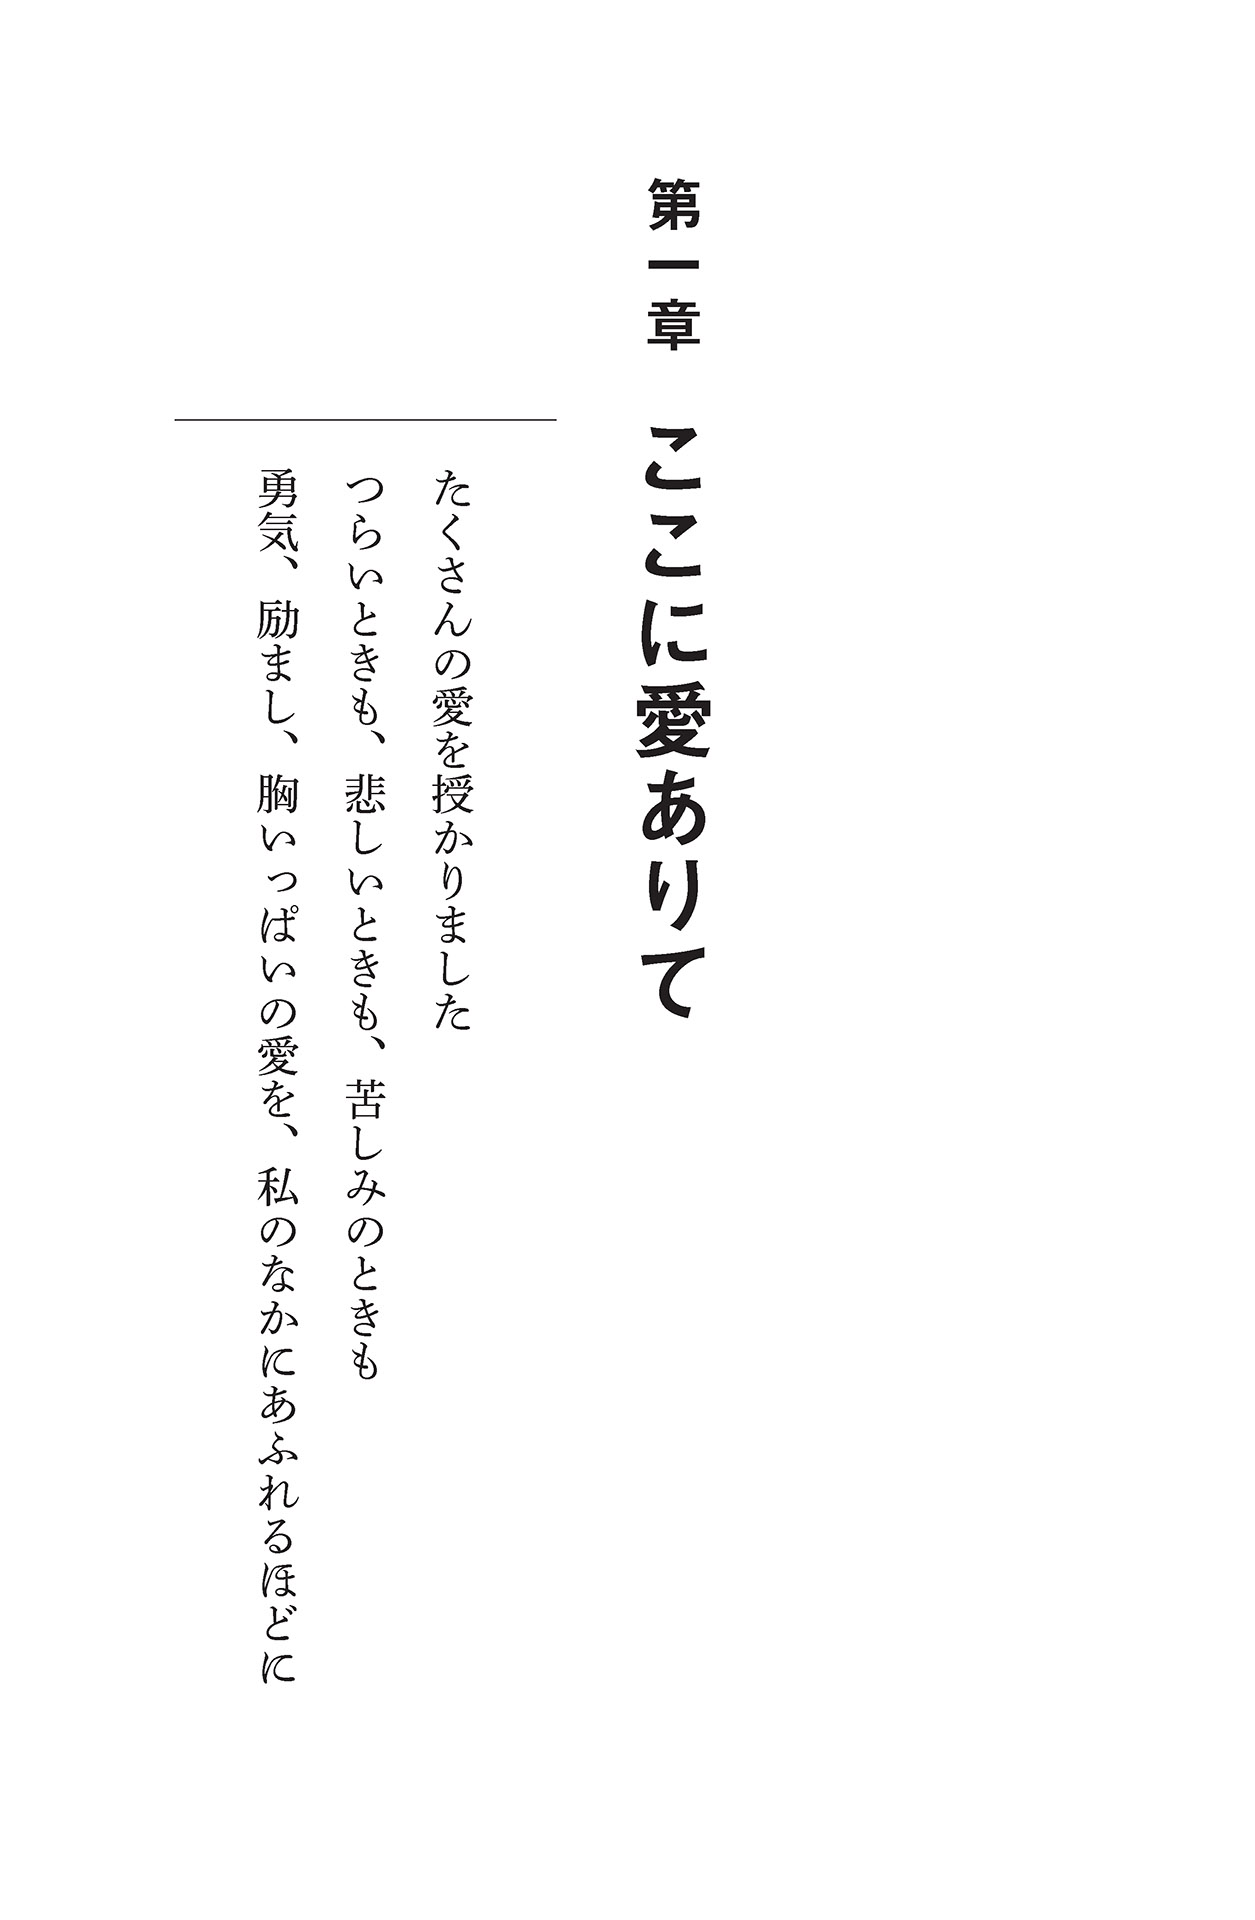 第一章　ここに愛ありて
たくさんの愛を授かりました
つらいときも、悲しいときも、苦しみのときも
勇気、励まし、胸いっぱいの愛を、私のなかにあふれるほどに